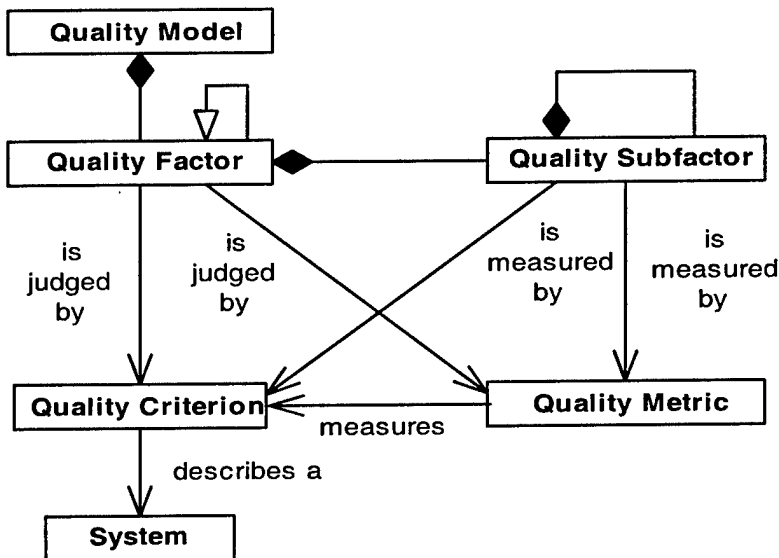 Quality Model
Quality Factor
Quality Subfactor
is
judged
by
is
judged
by
is
measured
by
is
measured
by
Quality Criterion
Quality Metric
measures
describes a
System